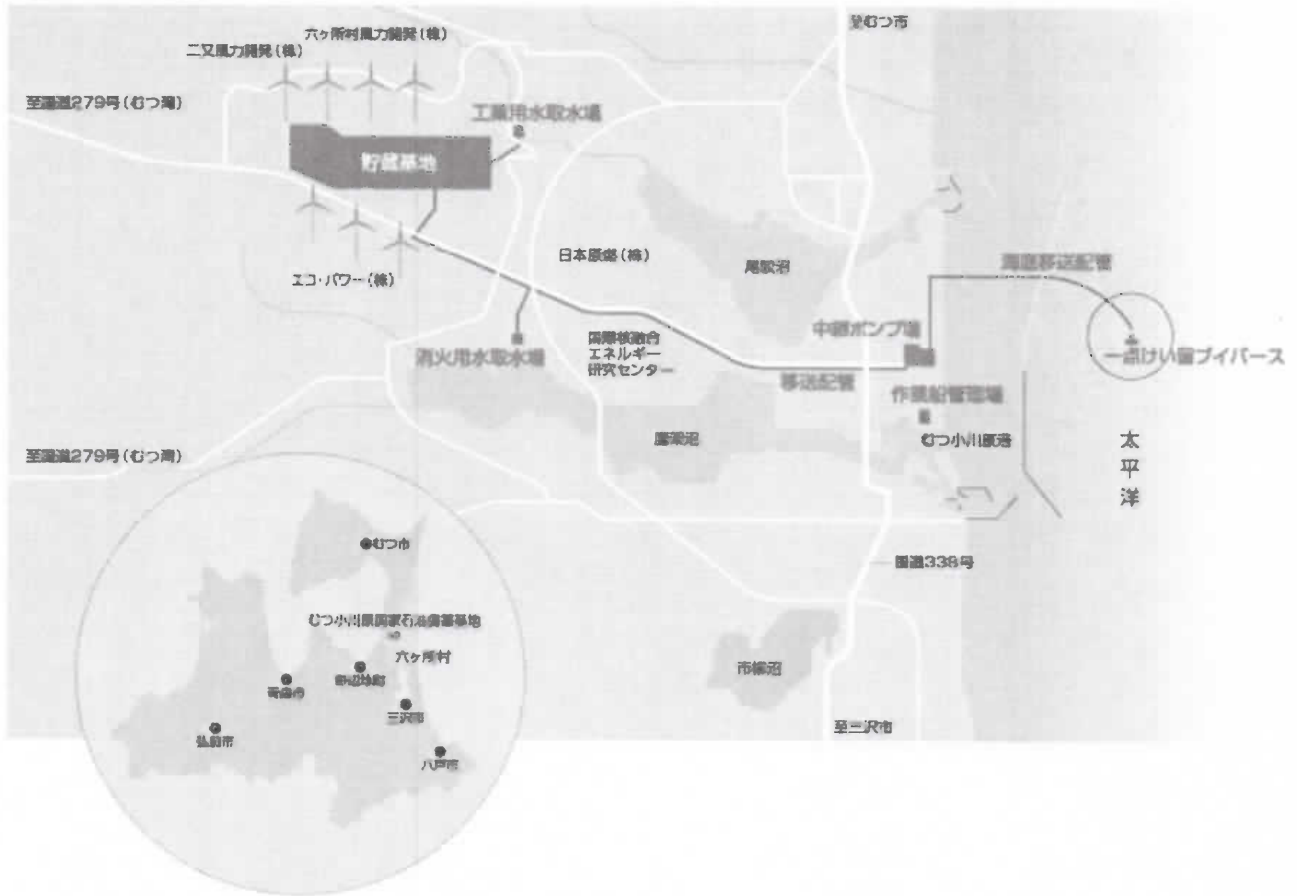 至むつ市
六ヶ所村風力開発(株)
二又風力開発(株)
至国道279号(むつ湾)
工業用水取水場
貯蔵基地
日本原燃(株)
尾駮沼
海底移送配管
エコ・パワー(株)
中継ポンプ場
消火用水取水場
国際核融合
エネルギー
研究センター
一点けい留ブイバース
移送配管
作業船管理場
鷹架沼
むつ小川原港
太平洋
至国道279号(むつ湾)
むつ市
国道338号
むつ小川原国家石油備蓄基地
六ヶ所村
野辺地町
青森市
市柳沼
三沢市
至三沢市
弘前市
八戸市